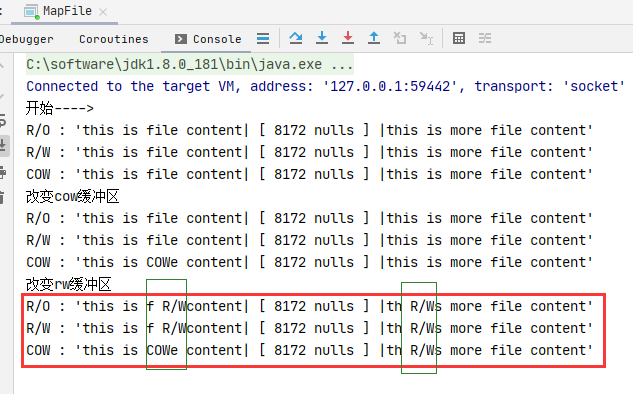 MapFile
Debugger Coroutines Console
C:\software\jdk1.8.0_181\bin\java.exe ...
Connected to the target VM, address: '127.0.0.1:59442', transport: 'socket'
开始---->
R/O : 'this is file content| [ 8172 nulls ] |this is more file content'
R/W : 'this is file content| [ 8172 nulls ] |this is more file content'
COW : 'this is file content| [ 8172 nulls ] |this is more file content'
改变cow缓冲区
R/O : 'this is file content| [ 8172 nulls ] |this is more file content'
R/W : 'this is file content| [ 8172 nulls ] |this is more file content'
COW : 'this is COWe content| [ 8172 nulls ] |this is more file content'
改变rw缓冲区
R/O : 'this is f R/Wcontent| [ 8172 nulls ] |th R/Ws more file content'
R/W : 'this is f R/Wcontent| [ 8172 nulls ] |th R/Ws more file content'
COW : 'this is COWe content| [ 8172 nulls ] |th R/Ws more file content'